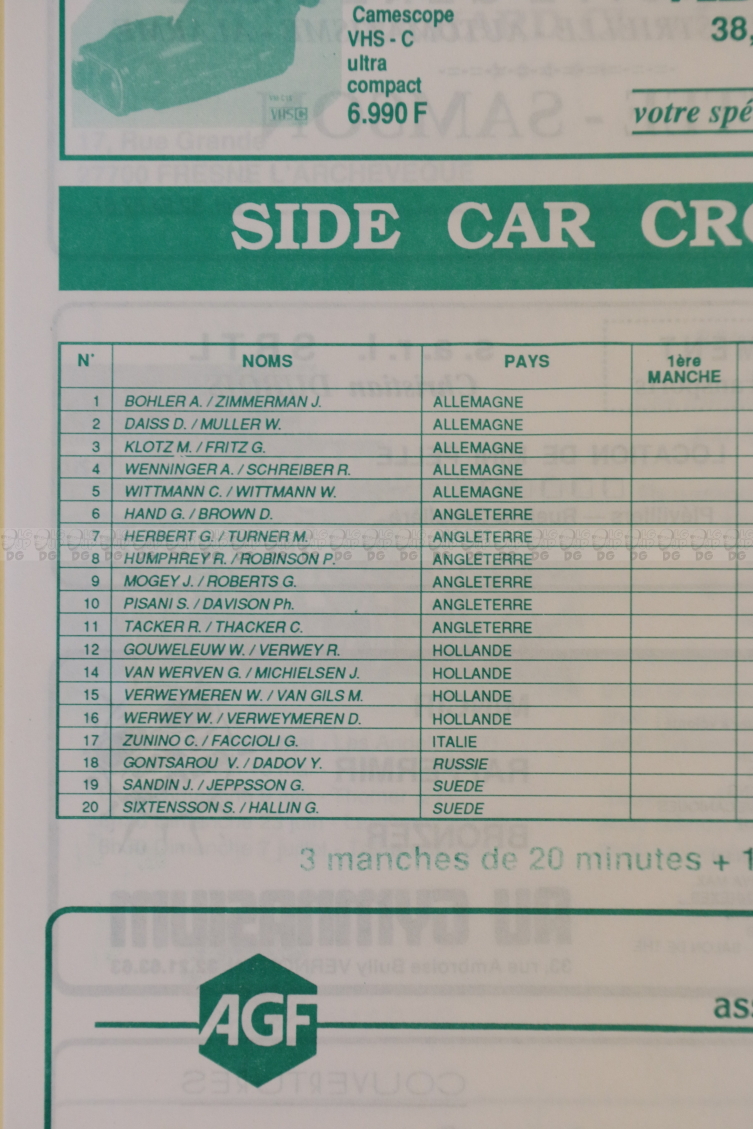 Camescope
VHS - C
ultra
compact
6.990 F
38,
votre spé
VHS C
SIDE CAR CRO
N° NOMS PAYS 1ère MANCHE
1 BOHLER A. / ZIMMERMAN J. ALLEMAGNE
2 DAISS D. / MULLER W. ALLEMAGNE
3 KLOTZ M. / FRITZ G. ALLEMAGNE
4 WENNINGER A. / SCHREIBER R. ALLEMAGNE
5 WITTMANN C. / WITTMANN W. ALLEMAGNE
6 HAND G. / BROWN D. ANGLETERRE
7 HERBERT G. / TURNER M. ANGLETERRE
8 HUMPHREY R. / ROBINSON P. ANGLETERRE
9 MOGEY J. / ROBERTS G. ANGLETERRE
10 PISANI S. / DAVISON Ph. ANGLETERRE
11 TACKER R. / THACKER C. ANGLETERRE
12 GOUWELEUW W. / VERWEY R. HOLLANDE
14 VAN WERVEN G. / MICHIELSEN J. HOLLANDE
15 VERWEYMEREN W. / VAN GILS M. HOLLANDE
16 WERWEY W. / VERWEYMEREN D. HOLLANDE
17 ZUNINO C. / FACCIOLI G. ITALIE
18 GONTSAROU V. / DADOV Y. RUSSIE
19 SANDIN J. / JEPPSSON G. SUEDE
20 SIXTENSSON S. / HALLIN G. SUEDE
3 manches de 20 minutes + 1
AGF
ass